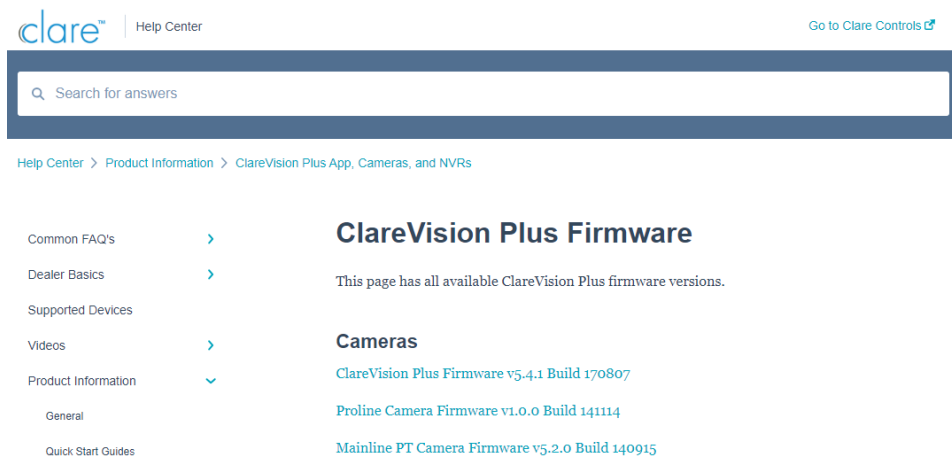 clare™
Help Center
Go to Clare Controls
Search for answers
Help Center > Product Information > ClareVision Plus App, Cameras, and NVRs
Common FAQ's
Dealer Basics
Supported Devices
Videos
Product Information
General
Quick Start Guides
ClareVision Plus Firmware
This page has all available ClareVision Plus firmware versions.
Cameras
ClareVision Plus Firmware v5.4.1 Build 170807
Proline Camera Firmware v1.0.0 Build 141114
Mainline PT Camera Firmware v5.2.0 Build 140915